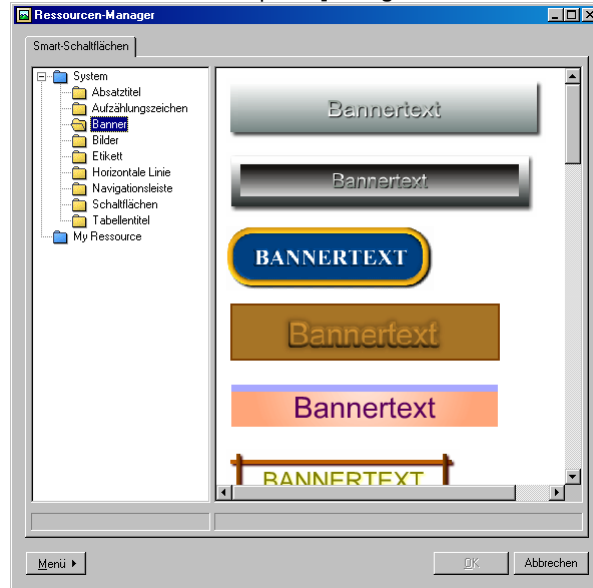 Ressourcen-Manager
Smart-Schaltflächen
System
Absatztitel
Aufzählungszeichen
Banner
Bilder
Etikett
Horizontale Linie
Navigationsleiste
Schaltflächen
Tabellentitel
My Ressource
Bannertext
Bannertext
BANNERTEXT
Bannertext
Bannertext
BANNERTEXT
Menü
OK
Abbrechen